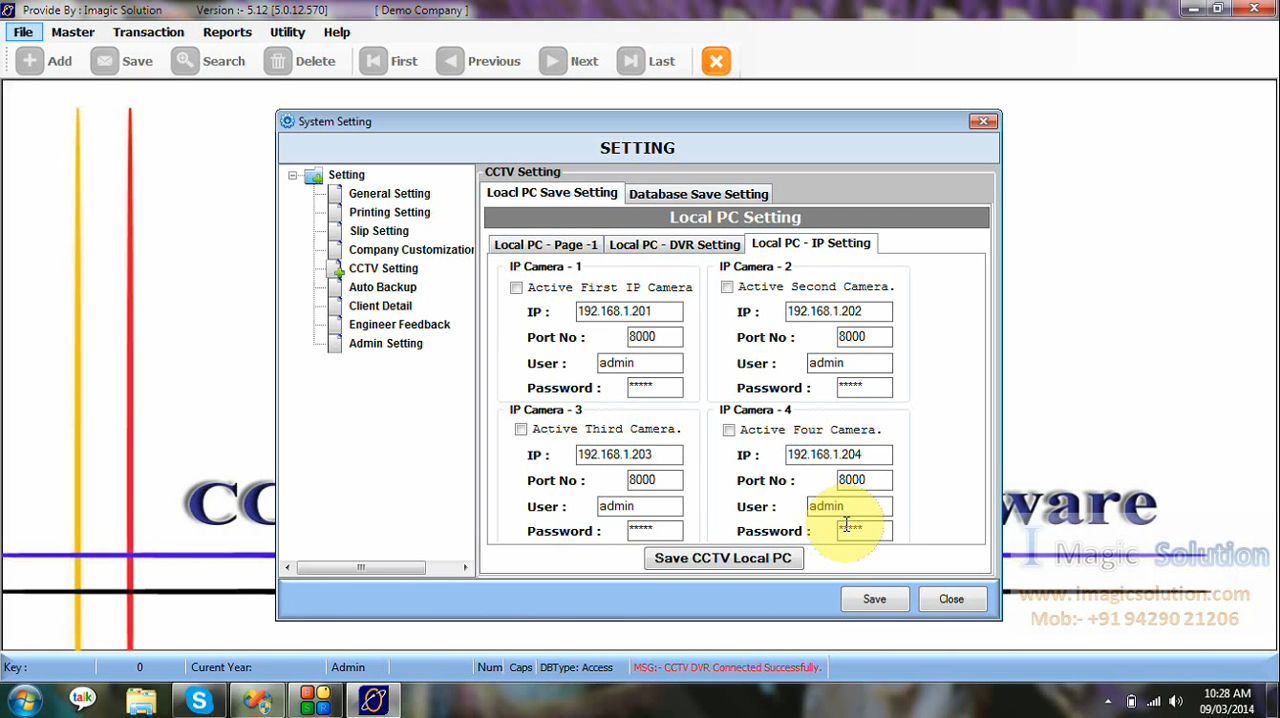 Provide By : Imagic Solution Version :- 5.12 [5.0.12.570] [ Demo Company ]
File Master Transaction Reports Utility Help
Add Save Search Delete First Previous Next Last
System Setting
SETTING
Setting
General Setting
Printing Setting
Slip Setting
Company Customization
CCTV Setting
Auto Backup
Client Detail
Engineer Feedback
Admin Setting
CCTV Setting
Loacl PC Save Setting Database Save Setting
Local PC Setting
Local PC - Page -1 Local PC - DVR Setting Local PC - IP Setting
IP Camera - 1
Active First IP Camera
IP : 192.168.1.201
Port No : 8000
User : admin
Password : *****
IP Camera - 2
Active Second Camera.
IP : 192.168.1.202
Port No : 8000
User : admin
Password : *****
IP Camera - 3
Active Third Camera.
IP : 192.168.1.203
Port No : 8000
User : admin
Password : *****
IP Camera - 4
Active Four Camera.
IP : 192.168.1.204
Port No : 8000
User : admin
Password : *****
Save CCTV Local PC
Save Close
I Magic Solution
www.imagicsolution.com
Mob:- +91 94290 21206
Key : 0 Curent Year: Admin Num Caps DBType: Access MSG:- CCTV DVR Connected Successfully.
talk
10:28 AM
09/03/2014